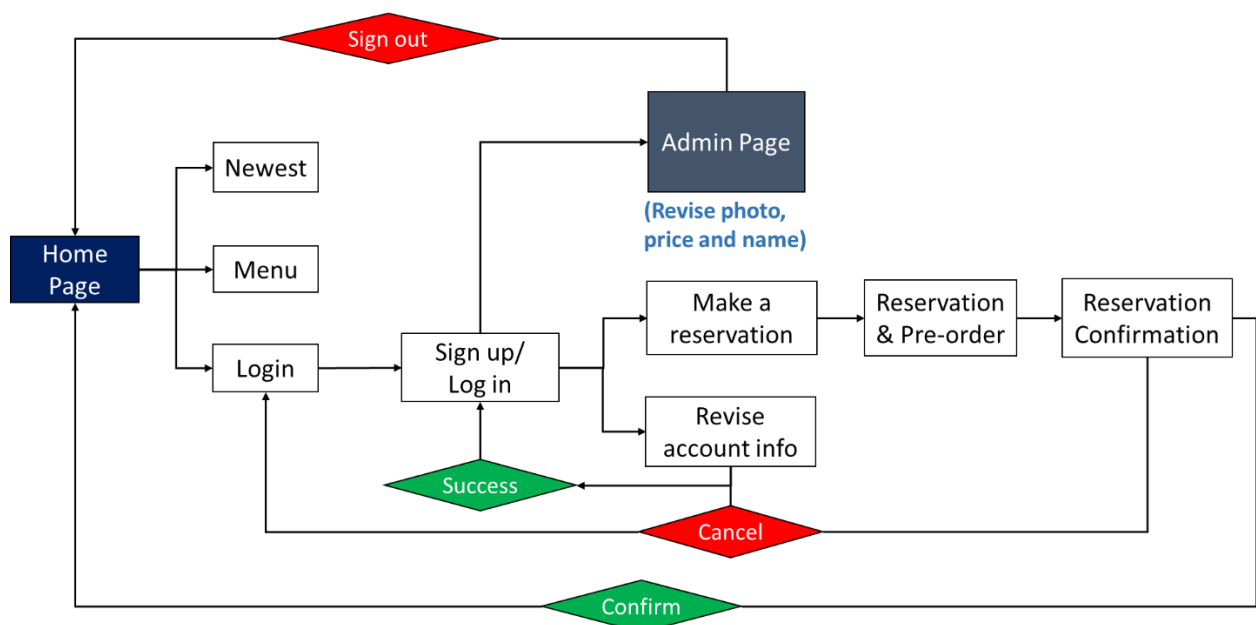 Sign out
Admin Page
(Revise photo,
price and name)
Newest
Home
Page
Menu
Login
Sign up/
Log in
Make a
reservation
Reservation
& Pre-order
Reservation
Confirmation
Revise
account info
Success
Cancel
Confirm